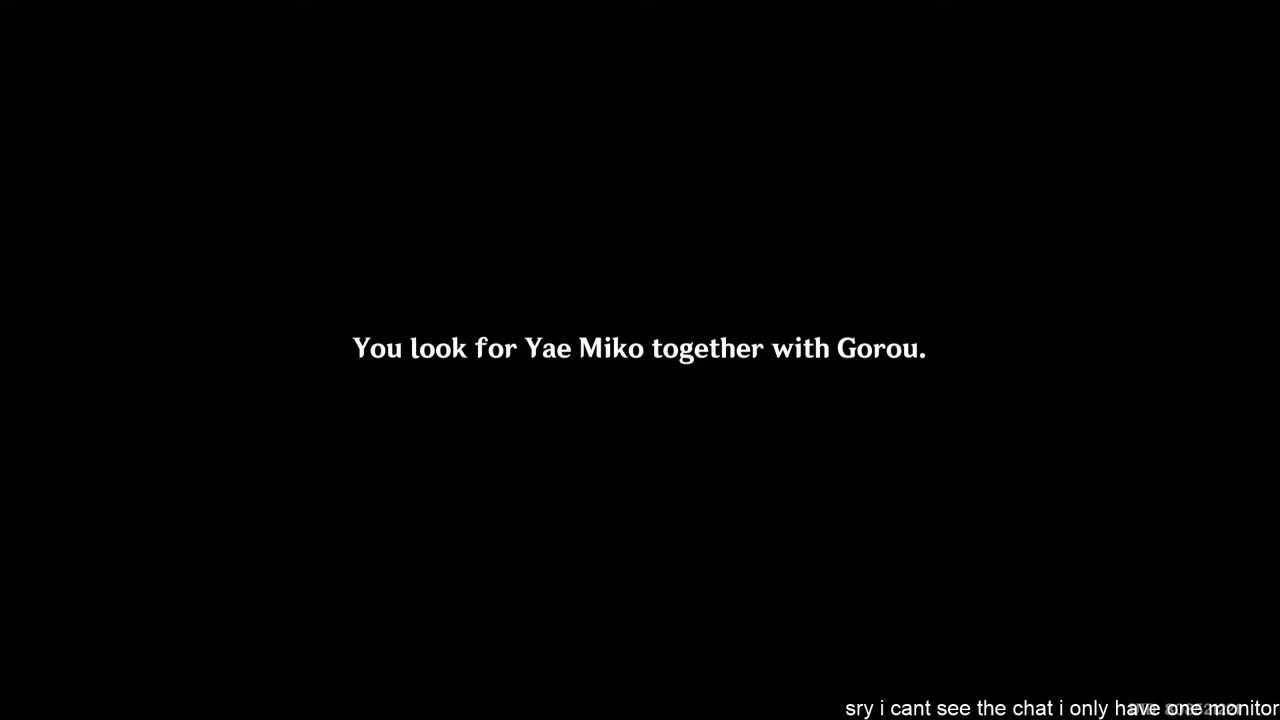 You look for Yae Miko together with Gorou.
sry i cant see the chat i only have one monitor